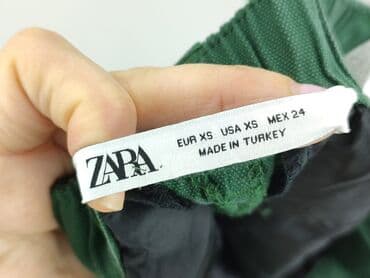 ZARA
EUR XS USA XS MEX 24
MADE IN TURKEY